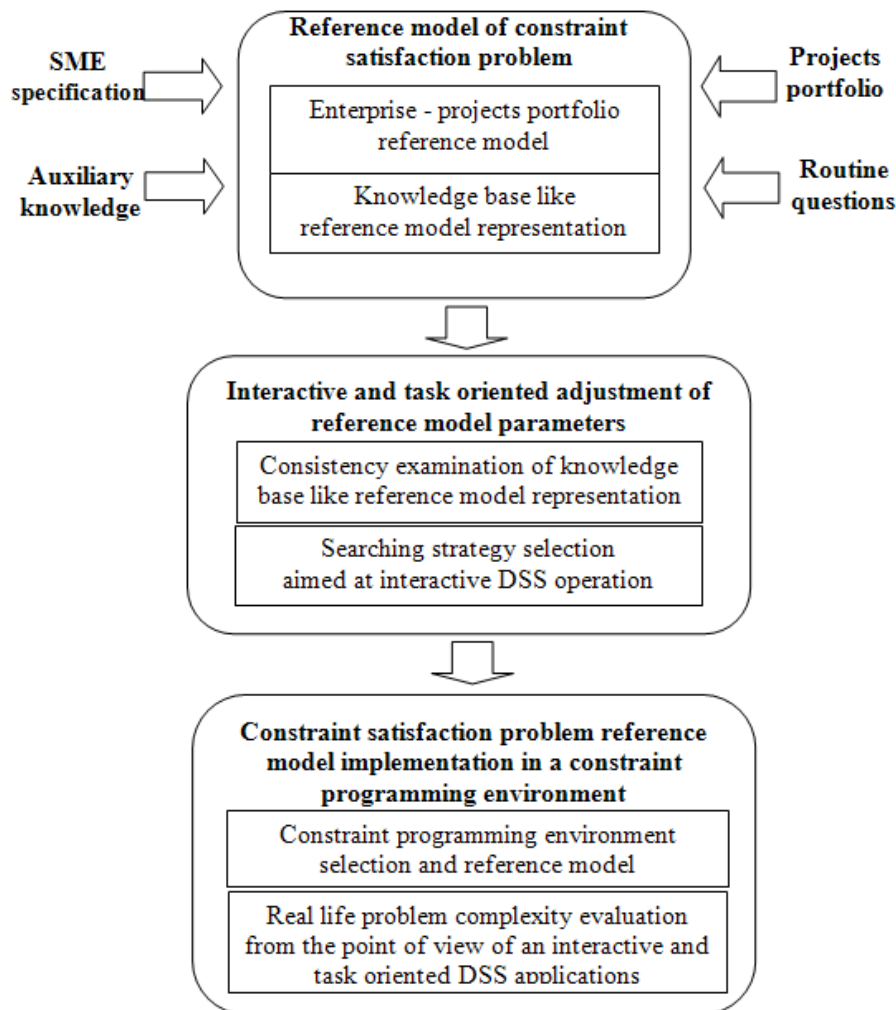 Reference model of constraint
satisfaction problem
SME
specification
Projects
portfolio
Enterprise - projects portfolio
reference model
Auxiliary
knowledge
Routine
questions
Knowledge base like
reference model representation
Interactive and task oriented adjustment of
reference model parameters
Consistency examination of knowledge
base like reference model representation
Searching strategy selection
aimed at interactive DSS operation
Constraint satisfaction problem reference
model implementation in a constraint
programming environment
Constraint programming environment
selection and reference model
Real life problem complexity evaluation
from the point of view of an interactive and
task oriented DSS applications